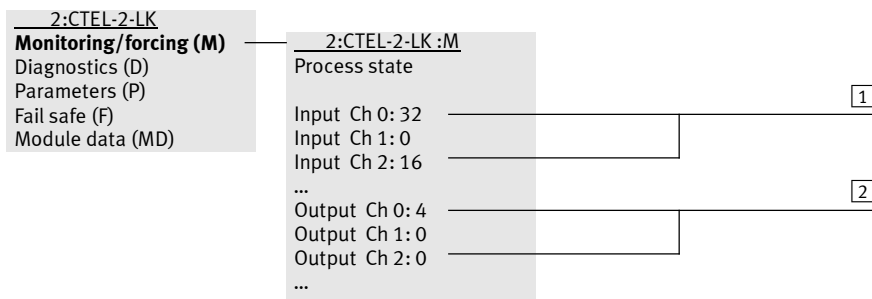 2:CTEL-2-LK
Monitoring/forcing (M)
Diagnostics (D)
Parameters (P)
Fail safe (F)
Module data (MD)
2:CTEL-2-LK :M
Process state
Input Ch 0: 32
Input Ch 1: 0
Input Ch 2: 16
...
Output Ch 0: 4
Output Ch 1: 0
Output Ch 2: 0
...
1
2